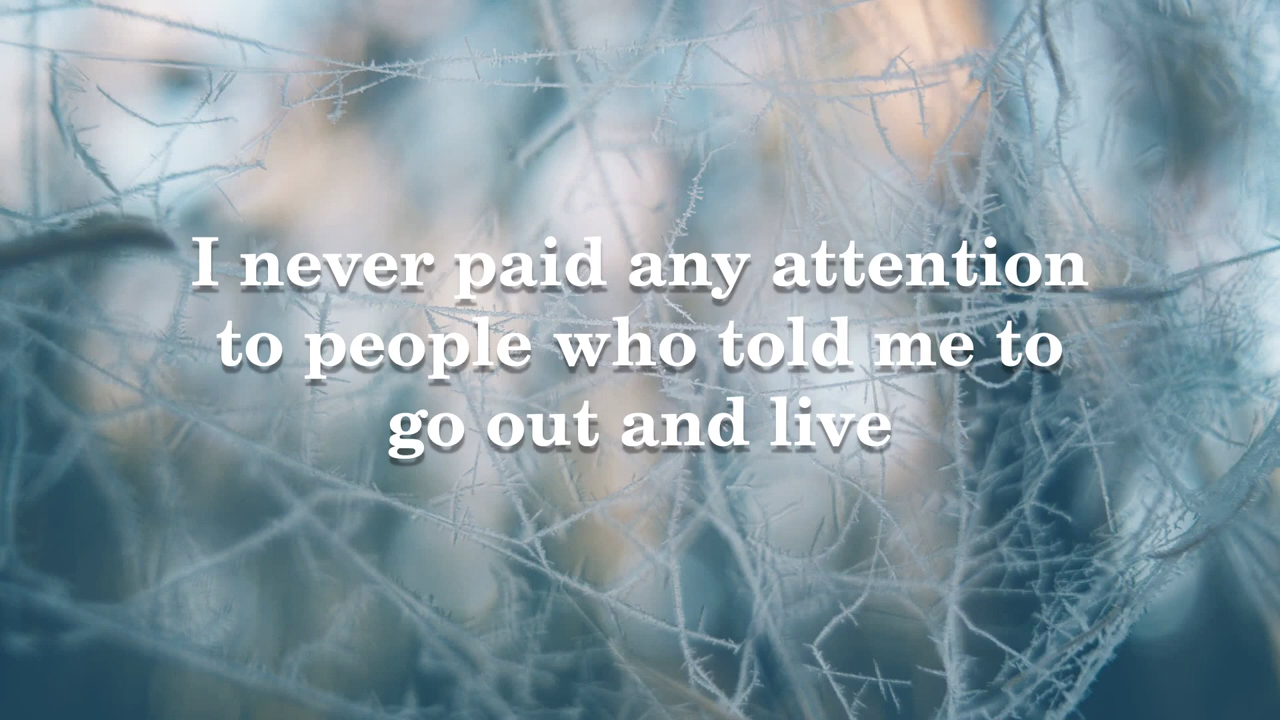 I never paid any attention
to people who told me to
go out and live